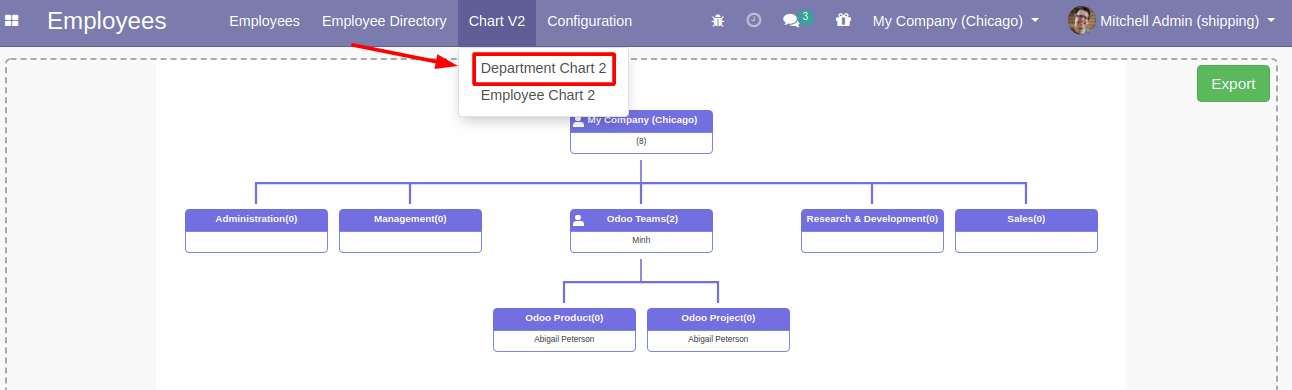 Employees Employees Employee Directory Chart V2 Configuration 3 My Company (Chicago) Mitchell Admin (shipping)
Department Chart 2
Employee Chart 2
Export
My Company (Chicago)
(8)
Administration(0) Management(0) Odoo Teams(2) Research & Development(0) Sales(0)
Minh
Odoo Product(0) Odoo Project(0)
Abigail Peterson Abigail Peterson